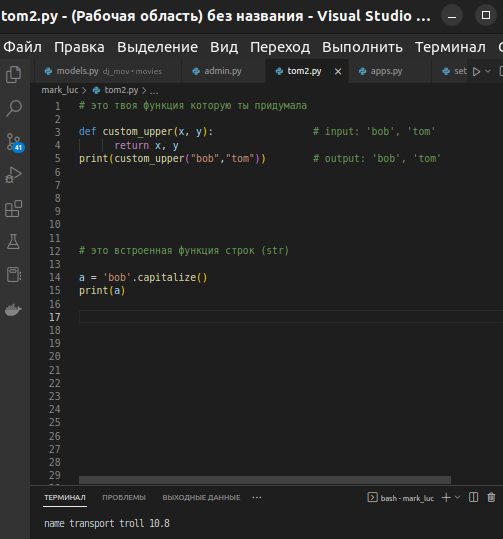 tom2.py - (Рабочая область) без названия - Visual Studio ...
Файл Правка Выделение Вид Переход Выполнить Терминал
models.py dj_mov • movies admin.py tom2.py apps.py set
mark_luc > tom2.py > ...
1 # это твоя функция которую ты придумала
2
3 def custom_upper(x, y): # input: 'bob', 'tom'
4 return x, y
5 print(custom_upper("bob","tom")) # output: 'bob', 'tom'
6
7
8
9
10
11
12 # это встроенная функция строк (str)
13
14 a = 'bob'.capitalize()
15 print(a)
16
17
18
19
20
21
22
23
24
25
26
27
28
29
41
ТЕРМИНАЛ ПРОБЛЕМЫ ВЫХОДНЫЕ ДАННЫЕ ... bash - mark_luc
name transport troll 10.8